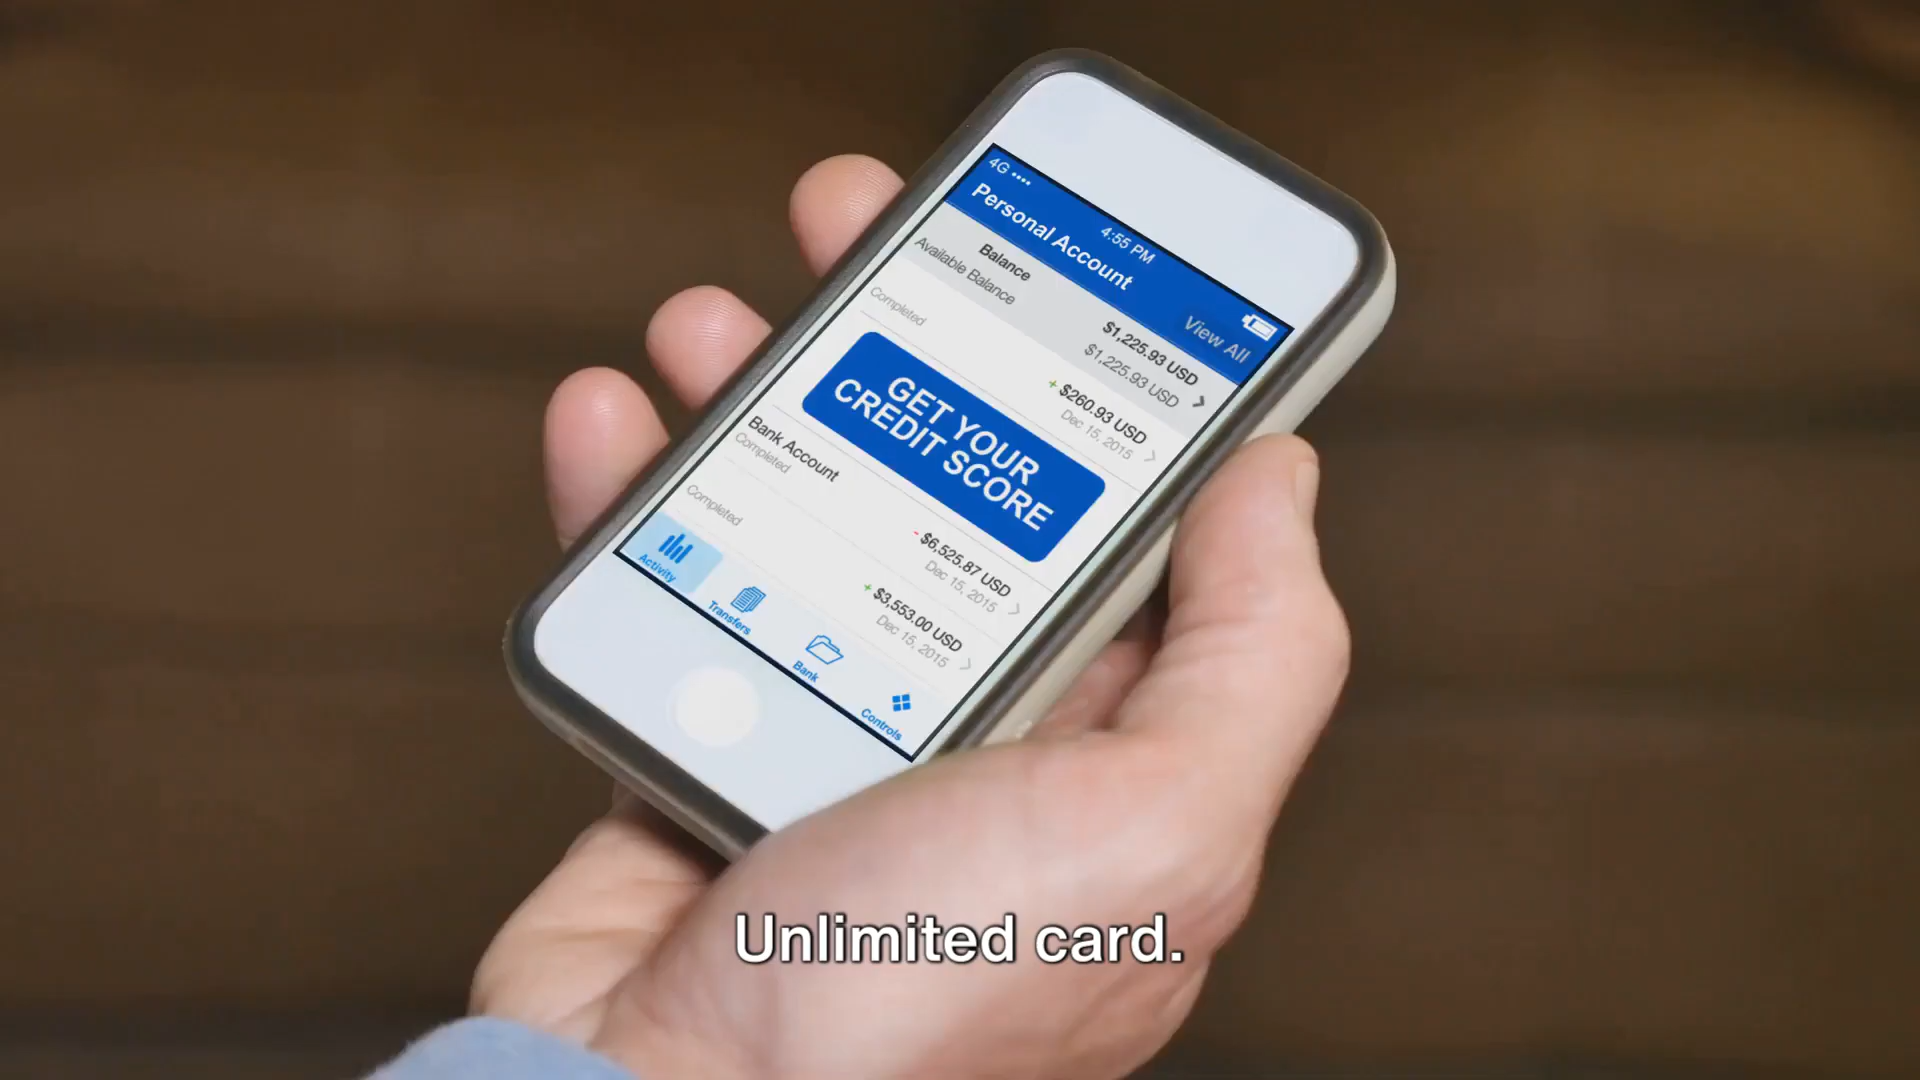 4G
4:55 PM
Personal Account
View All
Balance
$1,225.93 USD
Available Balance
$1,225.93 USD
Completed
+ $260.93 USD
Dec 15, 2015
GET YOUR
CREDIT SCORE
Bank Account
Completed
- $6,525.87 USD
Dec 15, 2015
Completed
+ $3,553.00 USD
Dec 15, 2015
Activity
Transfers
Bank
Controls
Unlimited card.